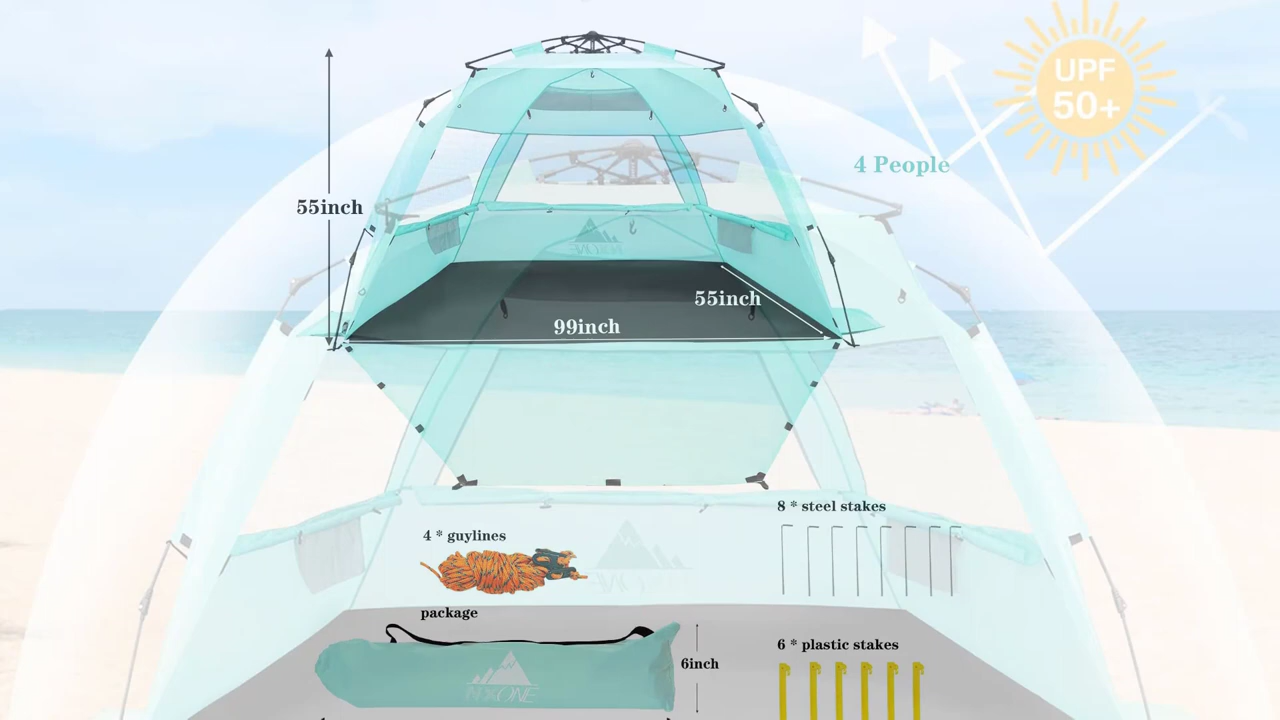 UPF
50+
4 People
55inch
55inch
99inch
8 * steel stakes
4 * guylines
package
6inch
6 * plastic stakes